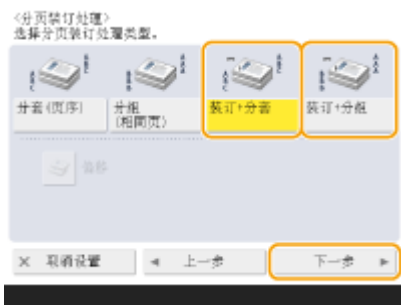 <分页装订处理>
选择分页装订处理类型。
分套(页序)
分组
(相同页)
装订+分套
装订+分组
偏移
× 取消设置
◀ 上一步
下一步 ▶